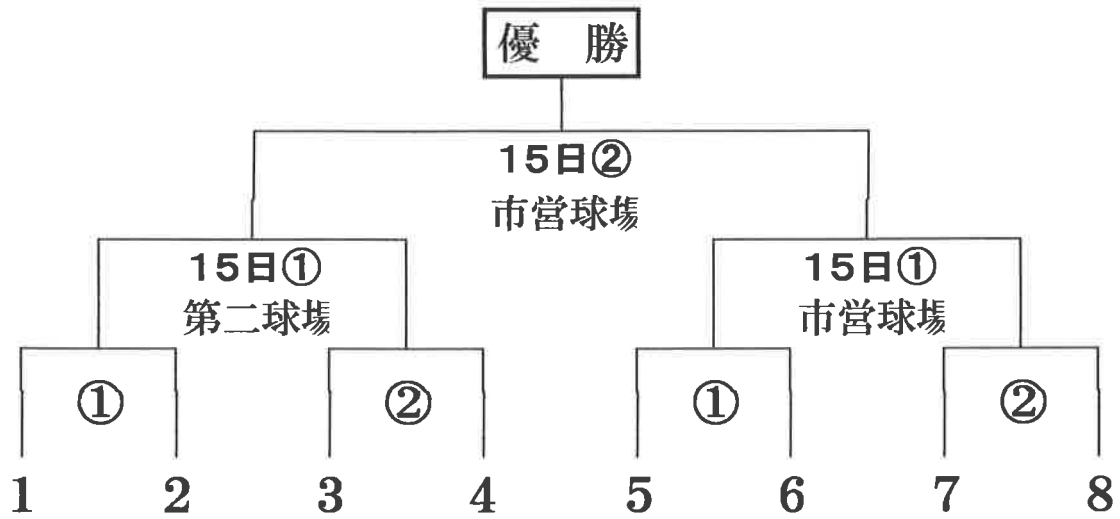 優 勝
15日②
市営球場
15日① 15日①
第二球場 市営球場
① ② ① ②
1 2 3 4 5 6 7 8